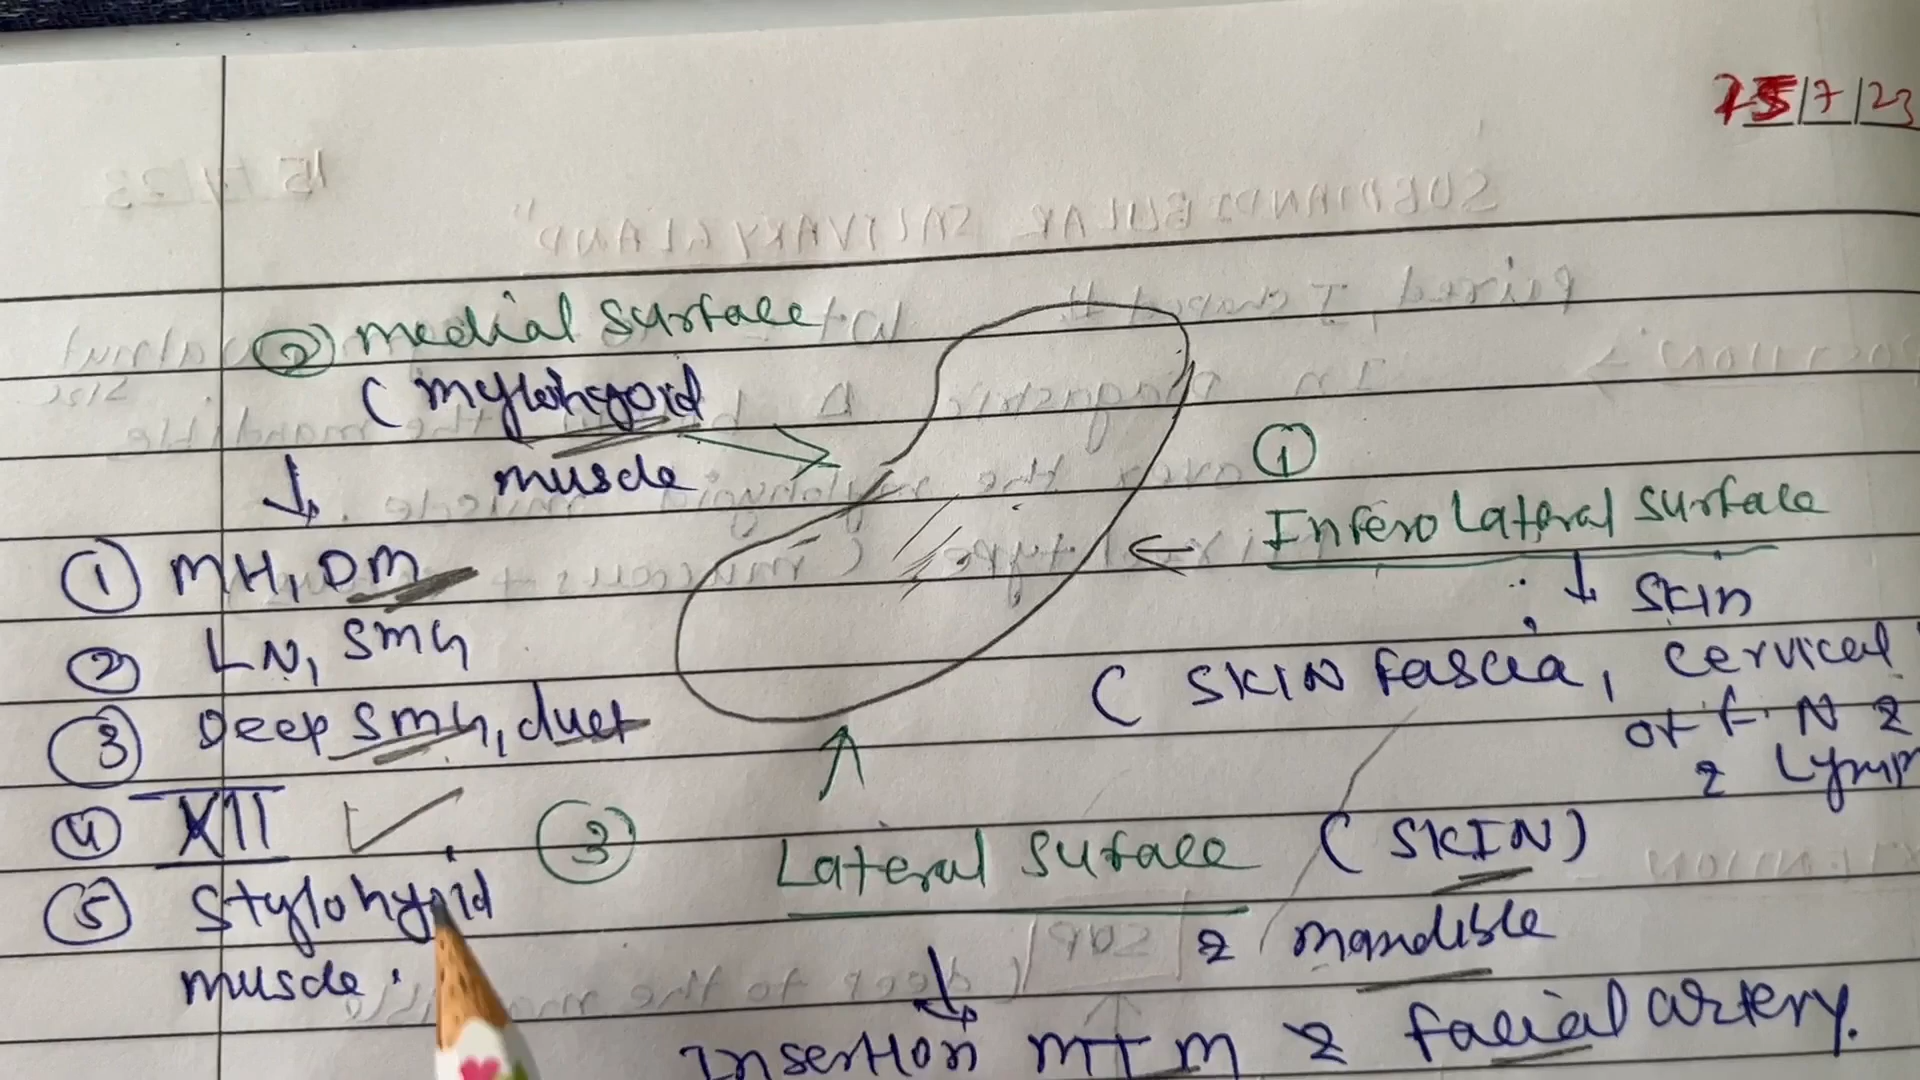 /7/23
② medial surface
( mylohyoid
muscle
①
Infero Lateral surface
① MH, DM
skin
② LN, SMG
( SKIN fascia, cervical
③ Deep SMG, duct
of f. N &
& Lymp
④ XII
③
Lateral Surface ( SKIN)
⑤ stylohyoid
muscle.
& mandible
Insertion MTM & facial artery.